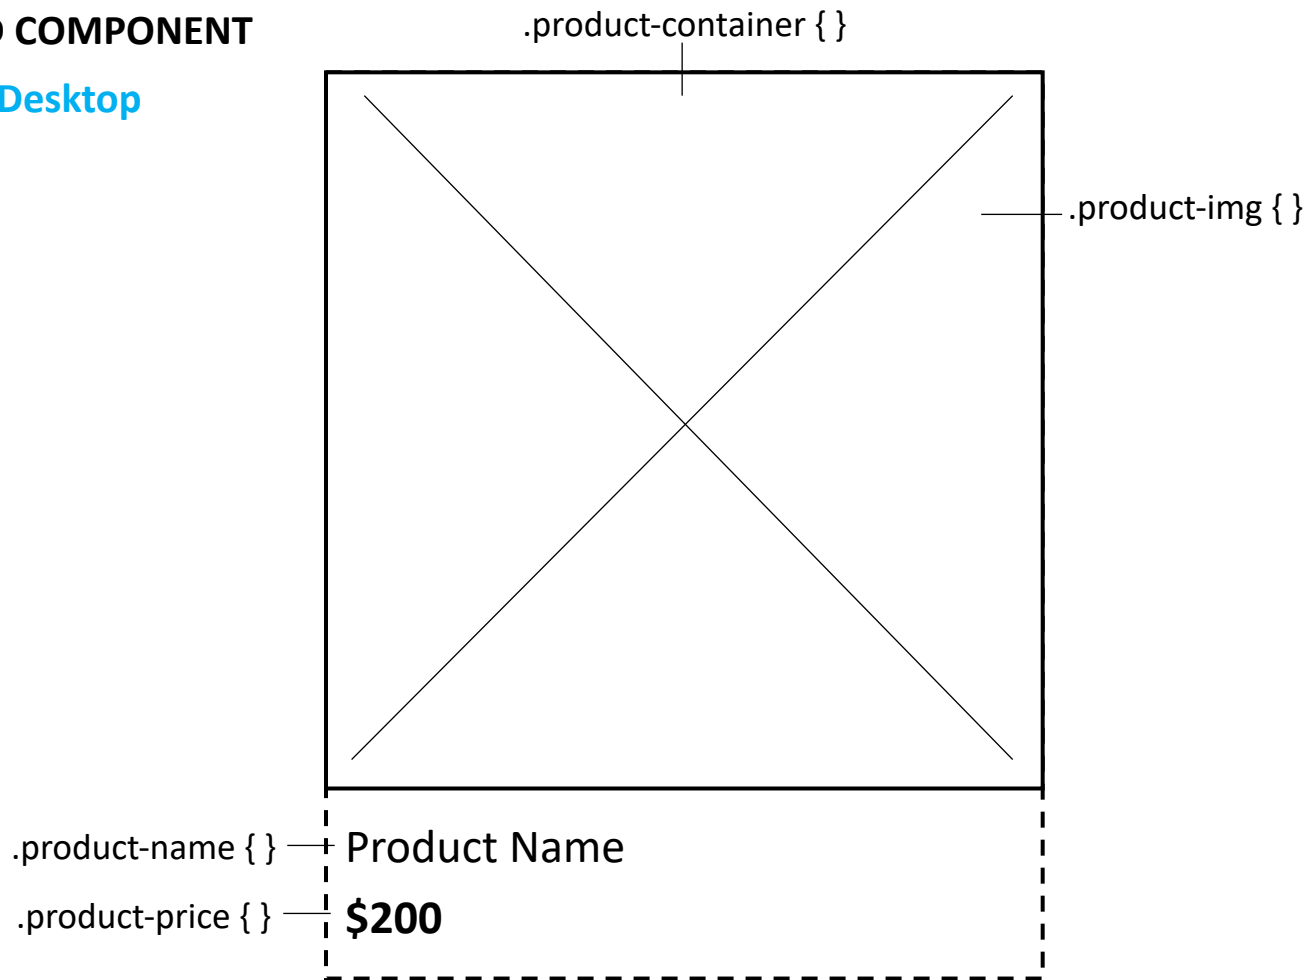 COMPONENT
.product-container { }
Desktop
.product-img { }
.product-name { }
Product Name
.product-price { }
$200